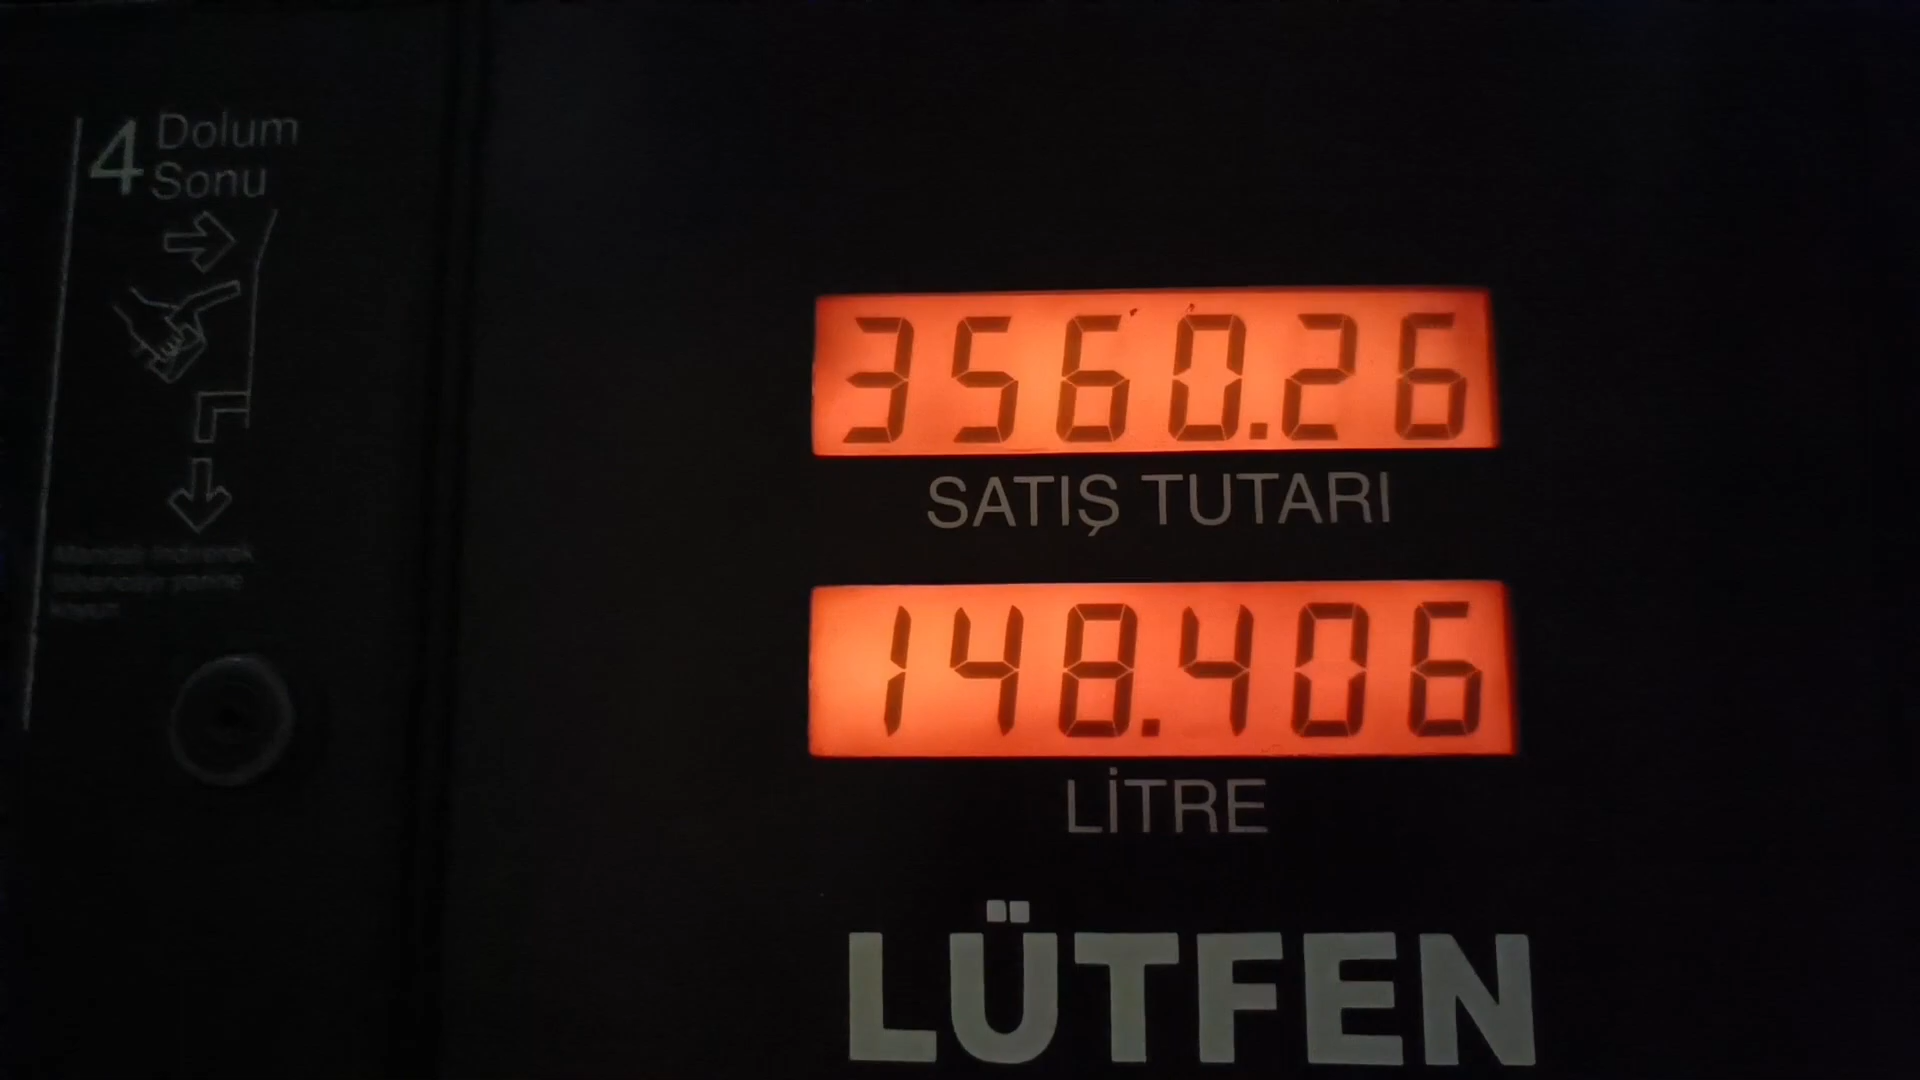 4 Dolum
Sonu
3560.26
SATIŞ TUTARI
148.406
LİTRE
LÜTFEN